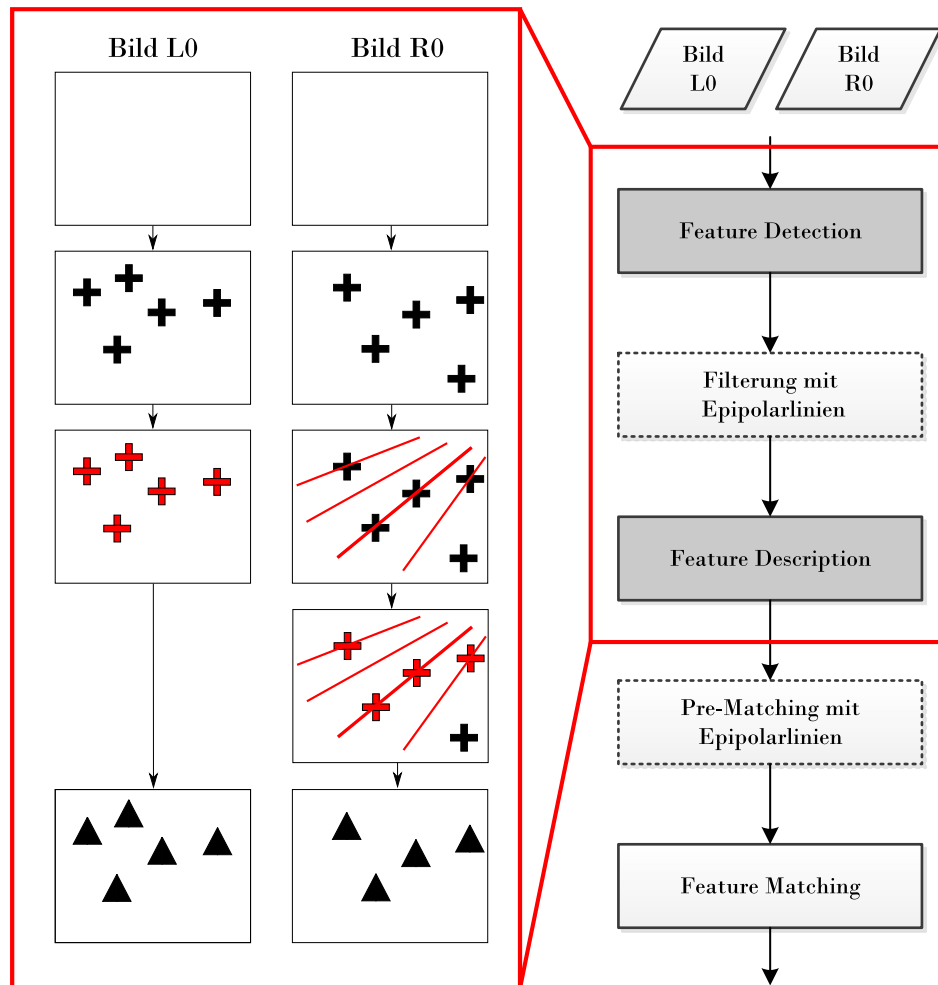 Bild L0
Bild R0
Bild
L0
Bild
R0
Feature Detection
Filterung mit
Epipolarlinien
Feature Description
Pre-Matching mit
Epipolarlinien
Feature Matching